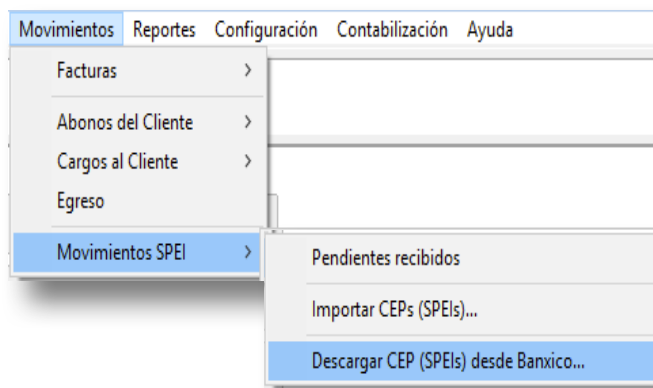 Movimientos Reportes Configuración Contabilización Ayuda
Facturas
Abonos del Cliente
Cargos al Cliente
Egreso
Movimientos SPEI
Pendientes recibidos
Importar CEPs (SPEIs)...
Descargar CEP (SPEIs) desde Banxico...